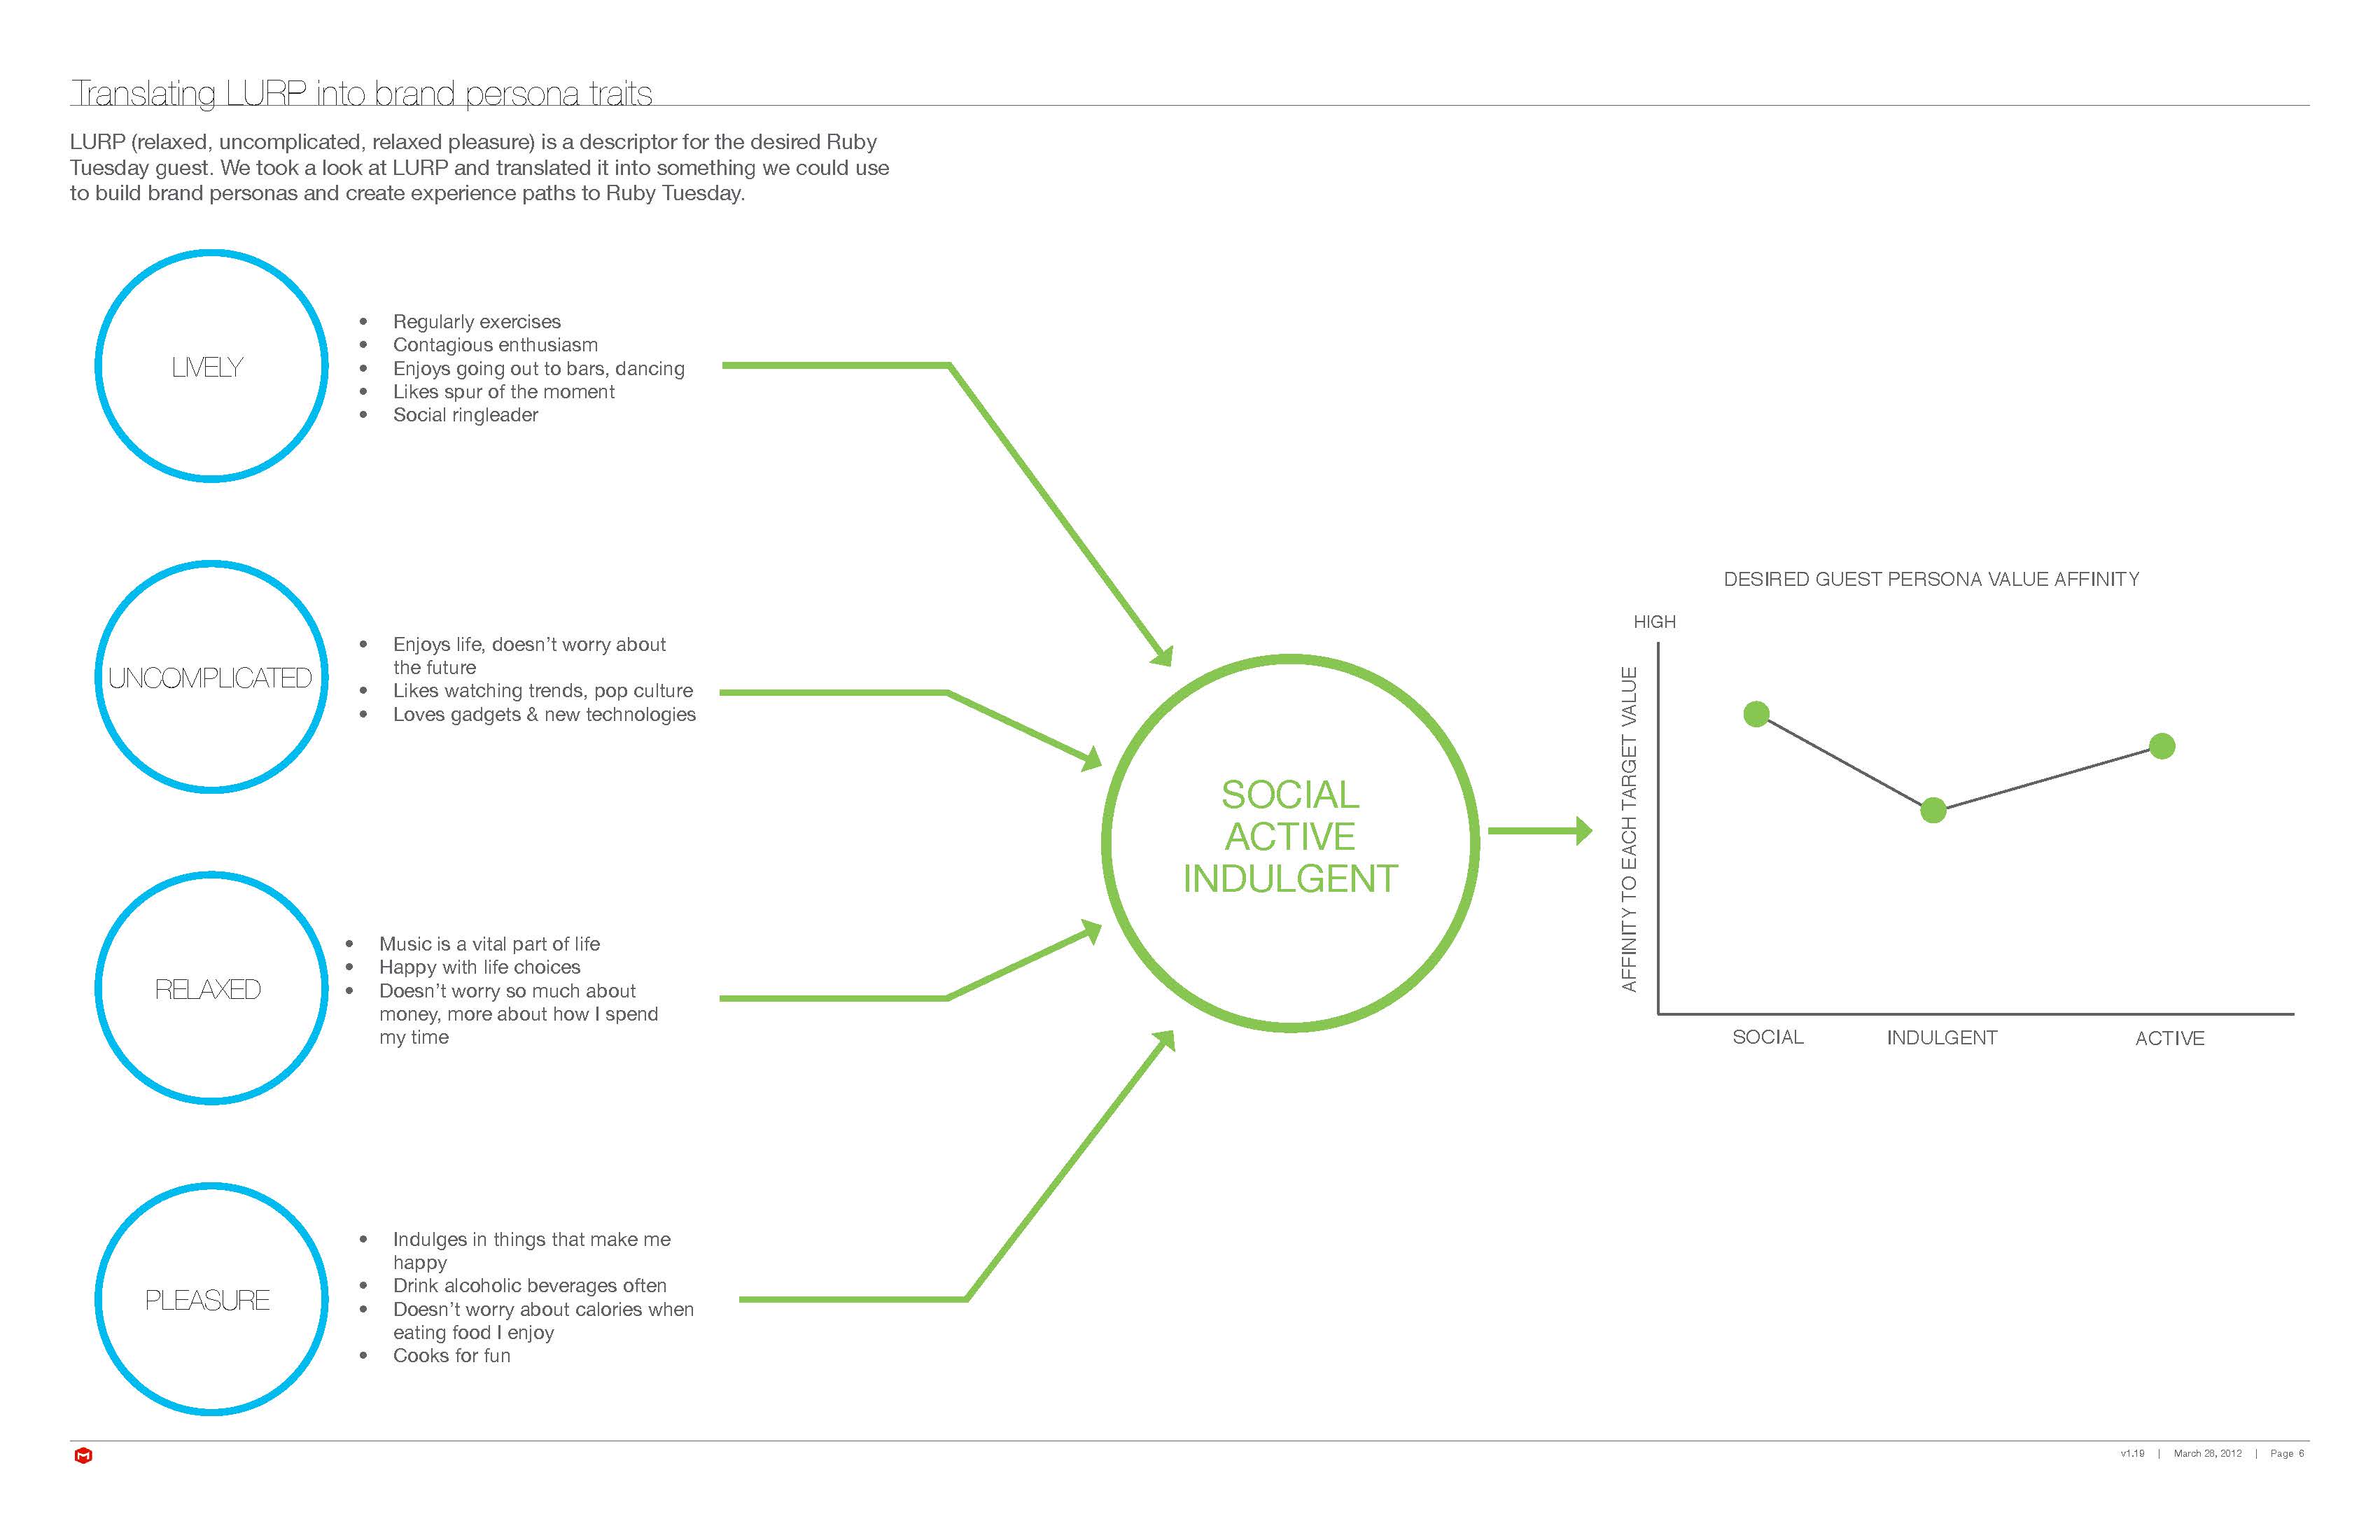 Translating LURP into brand persona traits
LURP (relaxed, uncomplicated, relaxed pleasure) is a descriptor for the desired Ruby
Tuesday guest. We took a look at LURP and translated it into something we could use
to build brand personas and create experience paths to Ruby Tuesday.
LIVELY
• Regularly exercises
• Contagious enthusiasm
• Enjoys going out to bars, dancing
• Likes spur of the moment
• Social ringleader
UNCOMPLICATED
• Enjoys life, doesn't worry about
the future
• Likes watching trends, pop culture
• Loves gadgets & new technologies
RELAXED
• Music is a vital part of life
• Happy with life choices
• Doesn't worry so much about
money, more about how I spend
my time
PLEASURE
• Indulges in things that make me
happy
• Drink alcoholic beverages often
• Doesn't worry about calories when
eating food I enjoy
• Cooks for fun
SOCIAL
ACTIVE
INDULGENT
DESIRED GUEST PERSONA VALUE AFFINITY
HIGH
AFFINITY TO EACH TARGET VALUE
SOCIAL
INDULGENT
ACTIVE
v1.19 | March 28, 2012 | Page 6